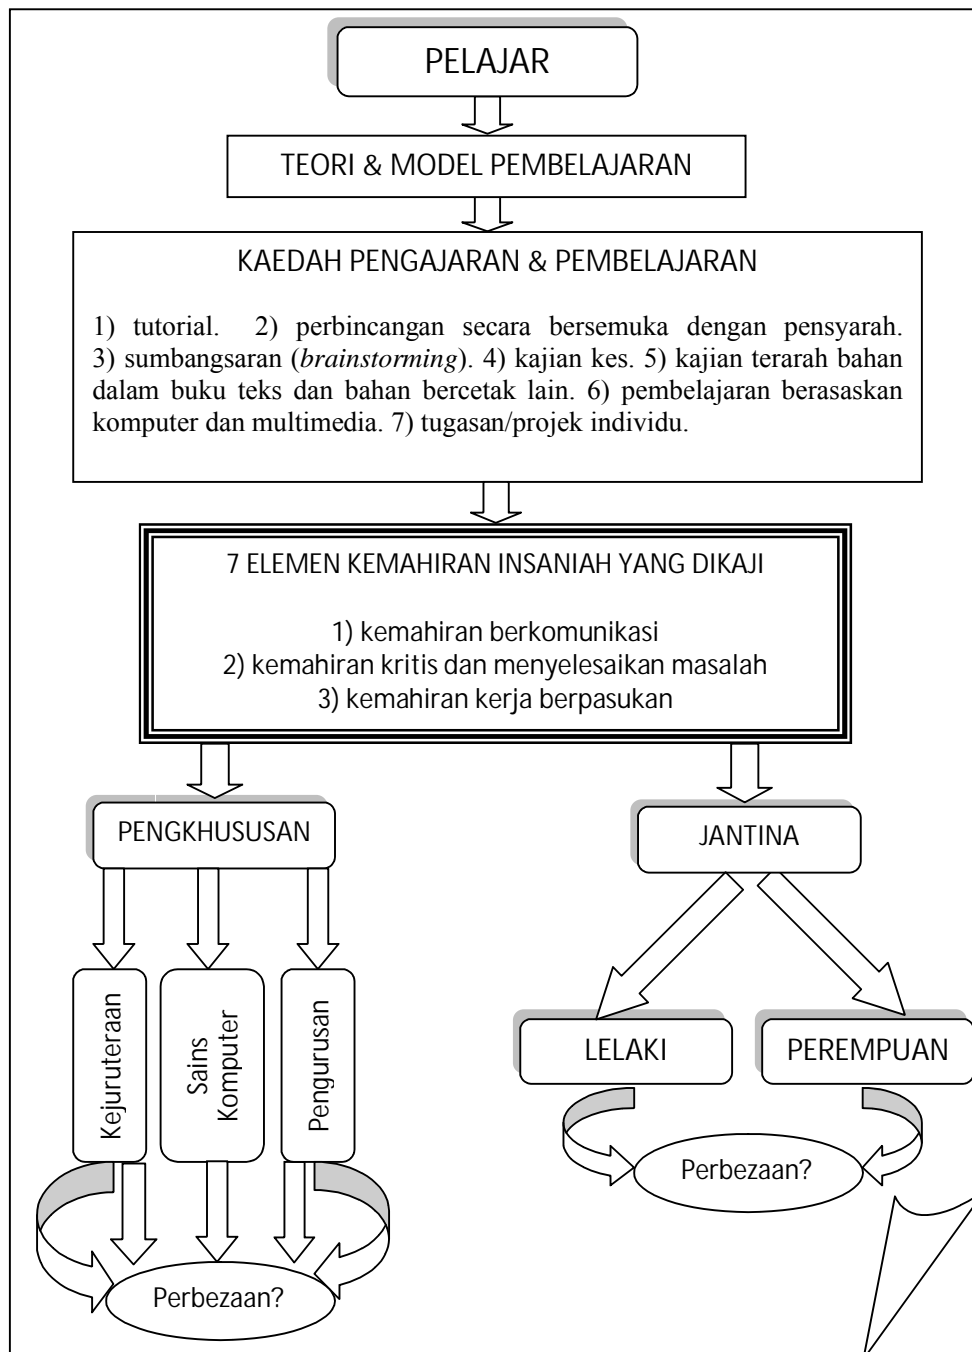 PELAJAR
TEORI & MODEL PEMBELAJARAN
KAEDAH PENGAJARAN & PEMBELAJARAN
1) tutorial. 2) perbincangan secara bersemuka dengan pensyarah.
3) sumbangsaran (brainstorming). 4) kajian kes. 5) kajian terarah bahan
dalam buku teks dan bahan bercetak lain. 6) pembelajaran berasaskan
komputer dan multimedia. 7) tugasan/projek individu.
7 ELEMEN KEMAHIRAN INSANIAH YANG DIKAJI
1) kemahiran berkomunikasi
2) kemahiran kritis dan menyelesaikan masalah
3) kemahiran kerja berpasukan
PENGKHUSUSAN
Kejuruteraan
Sains
Komputer
Pengurusan
Perbezaan?
JANTINA
LELAKI
PEREMPUAN
Perbezaan?